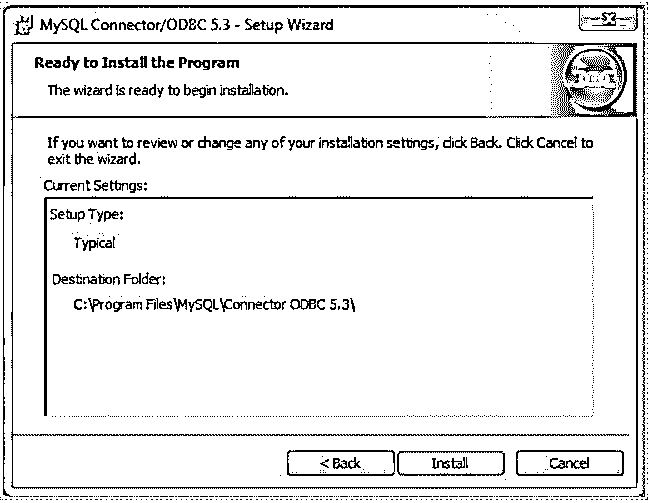 MySQL Connector/ODBC 5.3 - Setup Wizard
Ready to Install the Program
The wizard is ready to begin installation.
If you want to review or change any of your installation settings, click Back. Click Cancel to
exit the wizard.
Current Settings:
Setup Type:
Typical
Destination Folder:
C:\Program Files\MySQL\Connector ODBC 5.3\
< Back
Install
Cancel